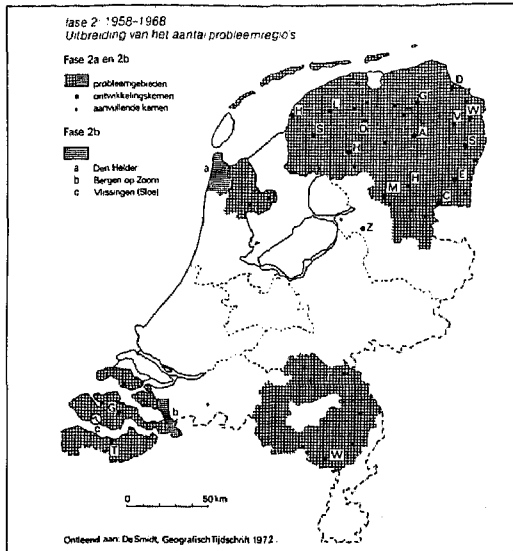 fase 2: 1958-1968
Uitbreiding van het aantal probleemregio's
Fase 2a en 2b
probleemgebieden
ontwikkelingskernen
aanvullende kernen
Fase 2b
a Den Helder
b Bergen op Zoom
c Vlissingen (Sloe)
D
G
H
L
W
V
S
O
A
S
H
E
M
H
C
Z
a
G
b
c
T
W
0 50 km
Ontleend aan: De Smidt, Geografisch Tijdschrift 1972.